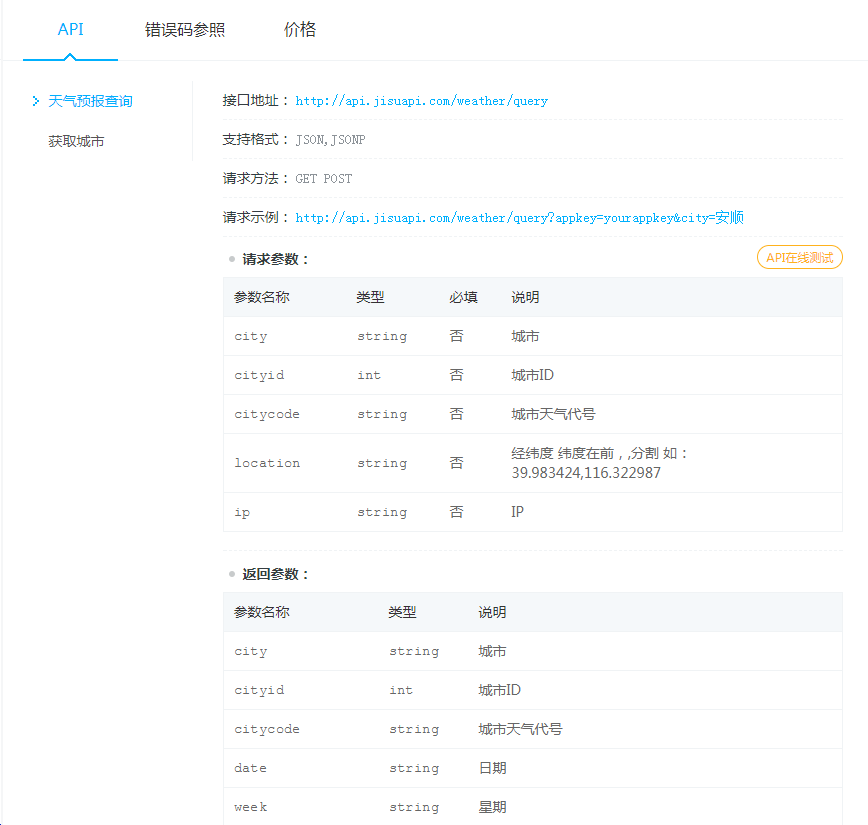 API 错误码参照 价格
天气预报查询
获取城市
接口地址： http://api.jisuapi.com/weather/query
支持格式： JSON,JSONP
请求方法： GET POST
请求示例： http://api.jisuapi.com/weather/query?appkey=yourappkey&city=安顺
请求参数： API在线测试
参数名称 类型 必填 说明
city string 否 城市
cityid int 否 城市ID
citycode string 否 城市天气代号
location string 否 经纬度 纬度在前，,分割 如：
39.983424,116.322987
ip string 否 IP
返回参数：
参数名称 类型 说明
city string 城市
cityid int 城市ID
citycode string 城市天气代号
date string 日期
week string 星期